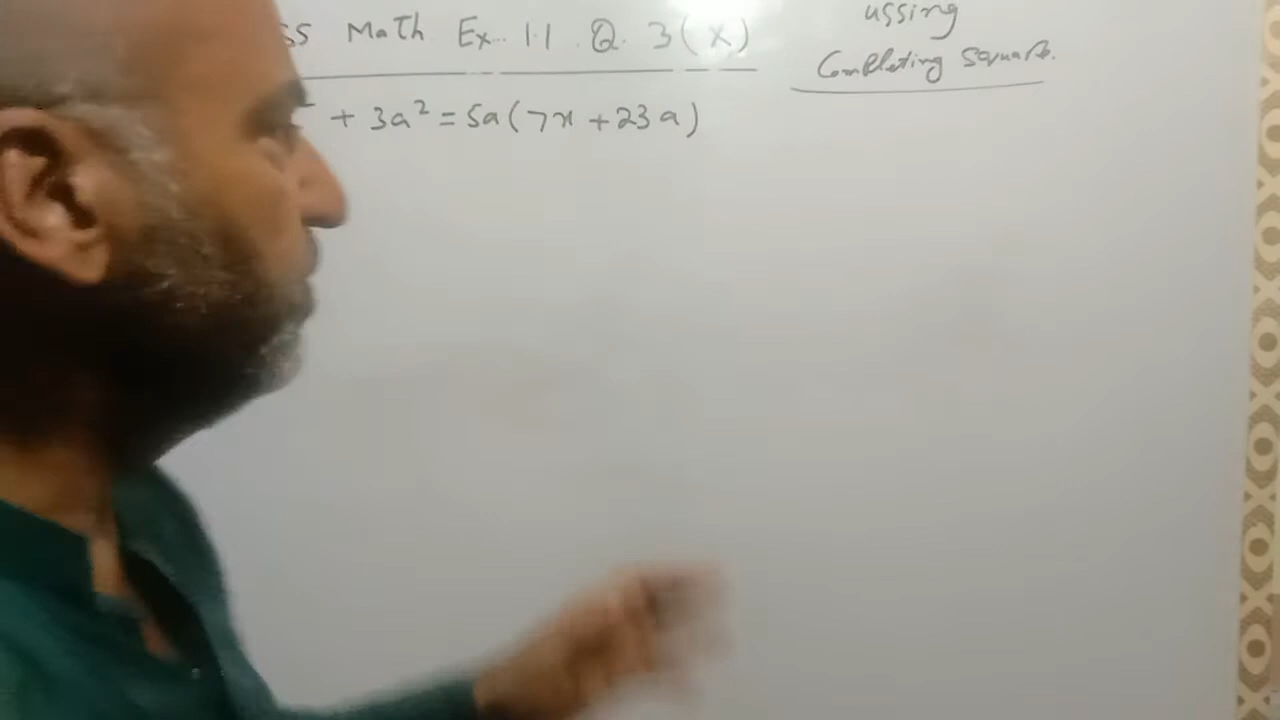 ss Math Ex.. 1.1 Q. 3(x)
ussing
Completing Square.
+ 3a² = 5a(7x + 23a)